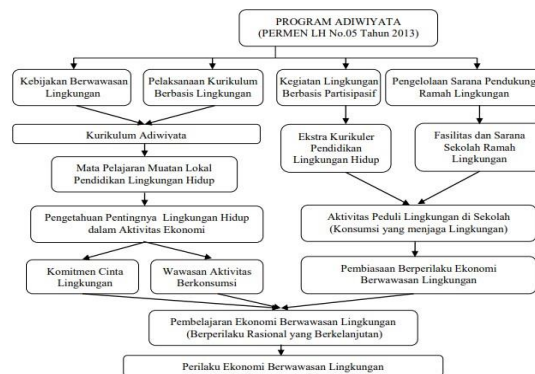 PROGRAM ADIWIYATA
(PERMEN LH No.05 Tahun 2013)
Kebijakan Berwawasan
Lingkungan
Pelaksanaan Kurikulum
Berbasis Lingkungan
Kegiatan Lingkungan
Berbasis Partisipasif
Pengelolaan Sarana Pendukung
Ramah Lingkungan
Kurikulum Adiwiyata
Ekstra Kurikuler
Pendidikan
Lingkungan Hidup
Fasilitas dan Sarana
Sekolah Ramah
Lingkungan
Mata Pelajaran Muatan Lokal
Pendidikan Lingkungan Hidup
Pengetahuan Pentingnya Lingkungan Hidup
dalam Aktivitas Ekonomi
Aktivitas Peduli Lingkungan di Sekolah
(Konsumsi yang menjaga Lingkungan)
Komitmen Cinta
Lingkungan
Wawasan Aktivitas
Berkonsumsi
Pembiasaan Berperilaku Ekonomi
Berwawasan Lingkungan
Pembelajaran Ekonomi Berwawasan Lingkungan
(Berperilaku Rasional yang Berkelanjutan)
Perilaku Ekonomi Berwawasan Lingkungan